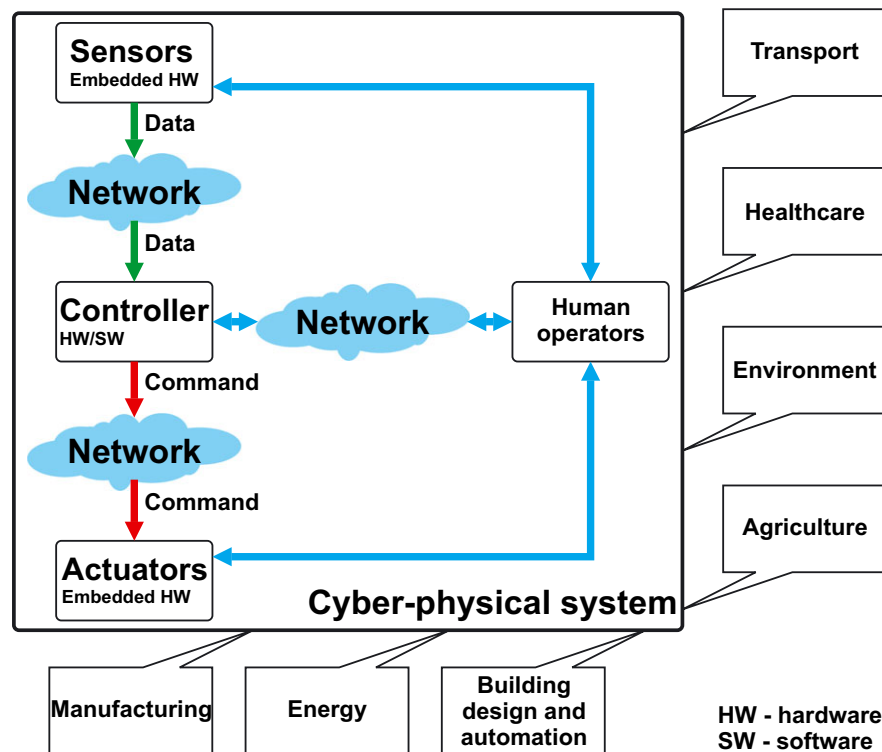 Sensors
Embedded HW
Data
Network
Data
Controller
HW/SW
Network
Human
operators
Command
Network
Command
Actuators
Embedded HW
Cyber-physical system
Transport
Healthcare
Environment
Agriculture
Manufacturing
Energy
Building
design and
automation
HW - hardware
SW - software